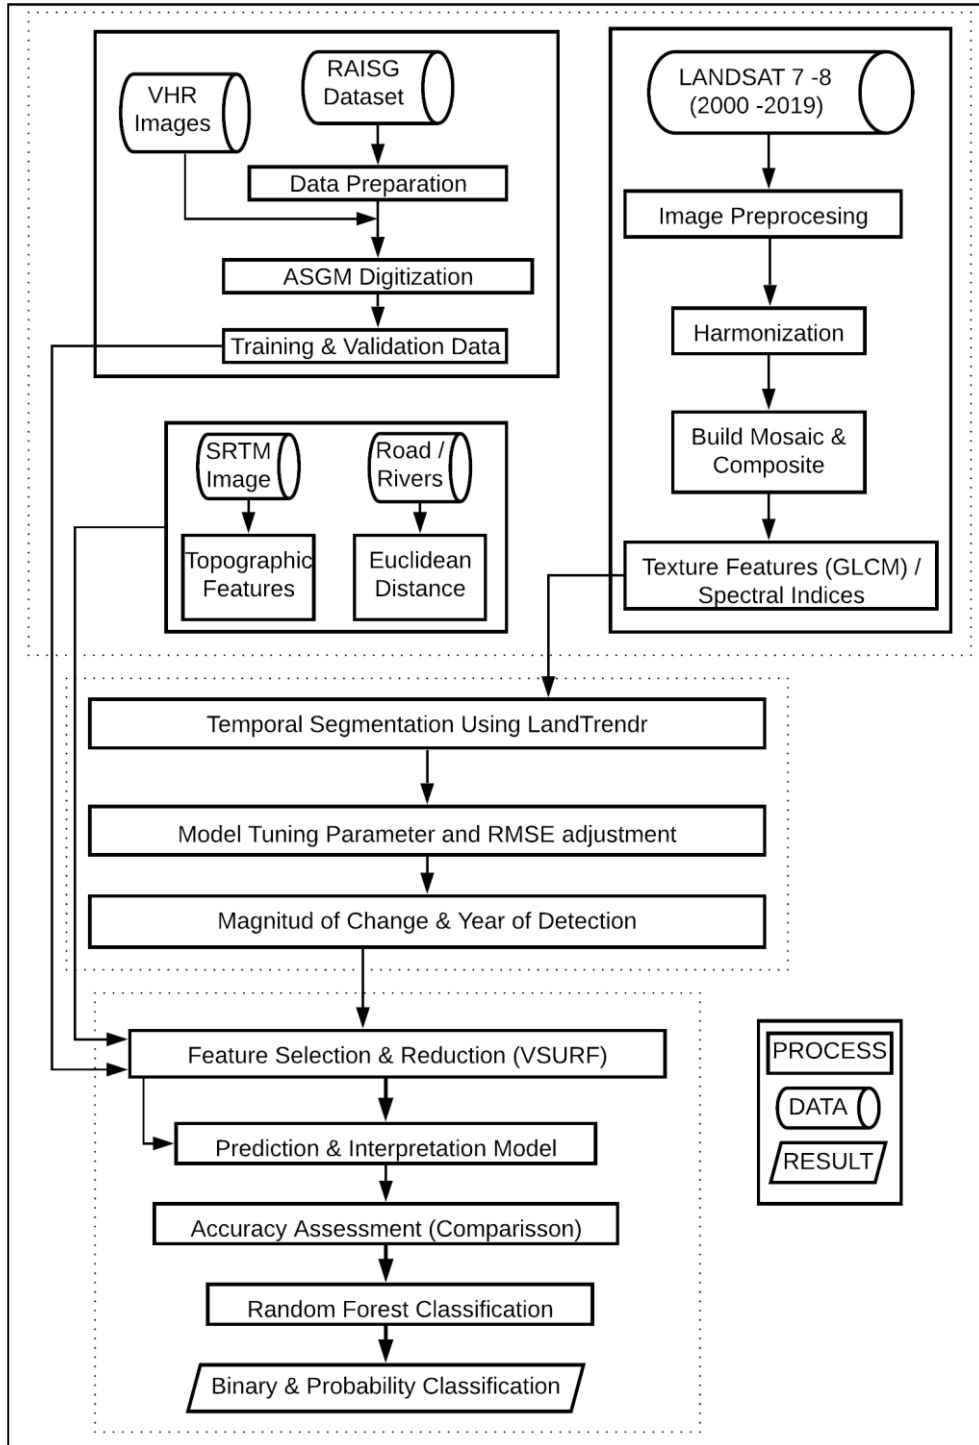 VHR
Images
RAISG
Dataset
Data Preparation
ASGM Digitization
Training & Validation Data
LANDSAT 7 -8
(2000 -2019)
Image Preprocesing
Harmonization
Build Mosaic &
Composite
Texture Features (GLCM) /
Spectral Indices
SRTM
Image
Road /
Rivers
Topographic
Features
Euclidean
Distance
Temporal Segmentation Using LandTrendr
Model Tuning Parameter and RMSE adjustment
Magnitud of Change & Year of Detection
Feature Selection & Reduction (VSURF)
Prediction & Interpretation Model
Accuracy Assessment (Comparisson)
Random Forest Classification
Binary & Probability Classification
PROCESS
DATA
RESULT